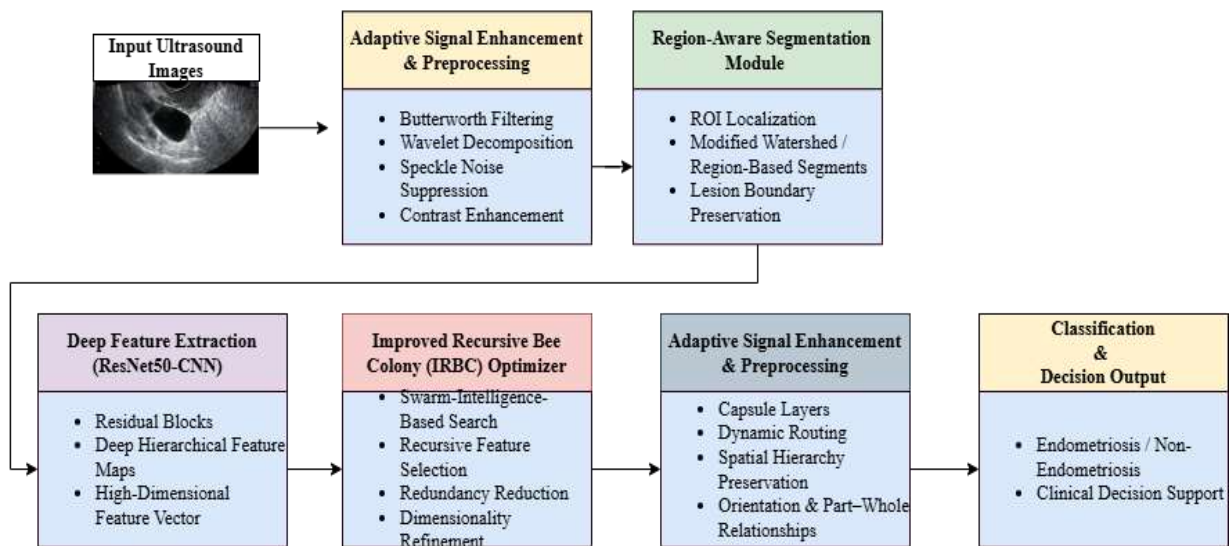 Input Ultrasound
Images
Adaptive Signal Enhancement
& Preprocessing
• Butterworth Filtering
• Wavelet Decomposition
• Speckle Noise
Suppression
• Contrast Enhancement
Region-Aware Segmentation
Module
• ROI Localization
• Modified Watershed /
Region-Based Segments
• Lesion Boundary
Preservation
Deep Feature Extraction
(ResNet50-CNN)
• Residual Blocks
• Deep Hierarchical Feature
Maps
• High-Dimensional
Feature Vector
Improved Recursive Bee
Colony (IRBC) Optimizer
• Swarm-Intelligence-
Based Search
• Recursive Feature
Selection
• Redundancy Reduction
• Dimensionality
Refinement
Adaptive Signal Enhancement
& Preprocessing
• Capsule Layers
• Dynamic Routing
• Spatial Hierarchy
Preservation
• Orientation & Part–Whole
Relationships
Classification
&
Decision Output
• Endometriosis / Non-
Endometriosis
• Clinical Decision Support